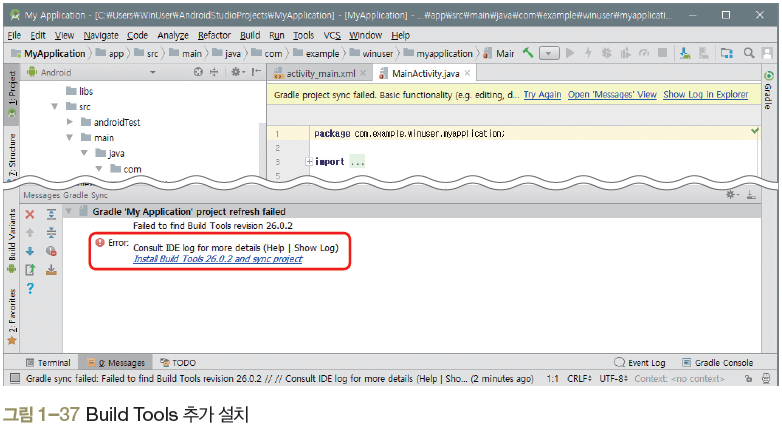 My Application - [C:₩Users₩WinUser₩AndroidStudioProjects₩MyApplication] - [MyApplication] - ...₩app₩src₩main₩java₩com₩example₩winuser₩myapplicati...
File Edit View Navigate Code Analyze Refactor Build Run Tools VCS Window Help
MyApplication app src main java com example winuser myapplication Mair
1: Project
7: Structure
Android
libs
src
androidTest
main
java
com
activity_main.xml
MainActivity.java
Gradle project sync failed. Basic functionality (e.g. editing, d... Try Again Open 'Messages' View Show Log in Explorer
1 package com.example.winuser.myapplication;
2
3 import ...
5
Gradle
Messages Gradle Sync
Build Variants
2: Favorites
Gradle 'My Application' project refresh failed
Failed to find Build Tools revision 26.0.2
Error: Consult IDE log for more details (Help | Show Log)
Install Build Tools 26.0.2 and sync project
Terminal 0: Messages TODO Event Log Gradle Console
Gradle sync failed: Failed to find Build Tools revision 26.0.2 // // Consult IDE log for more details (Help | Sho... (2 minutes ago) 1:1 CRLF UTF-8 Context: <no context>
그림 1-37 Build Tools 추가 설치